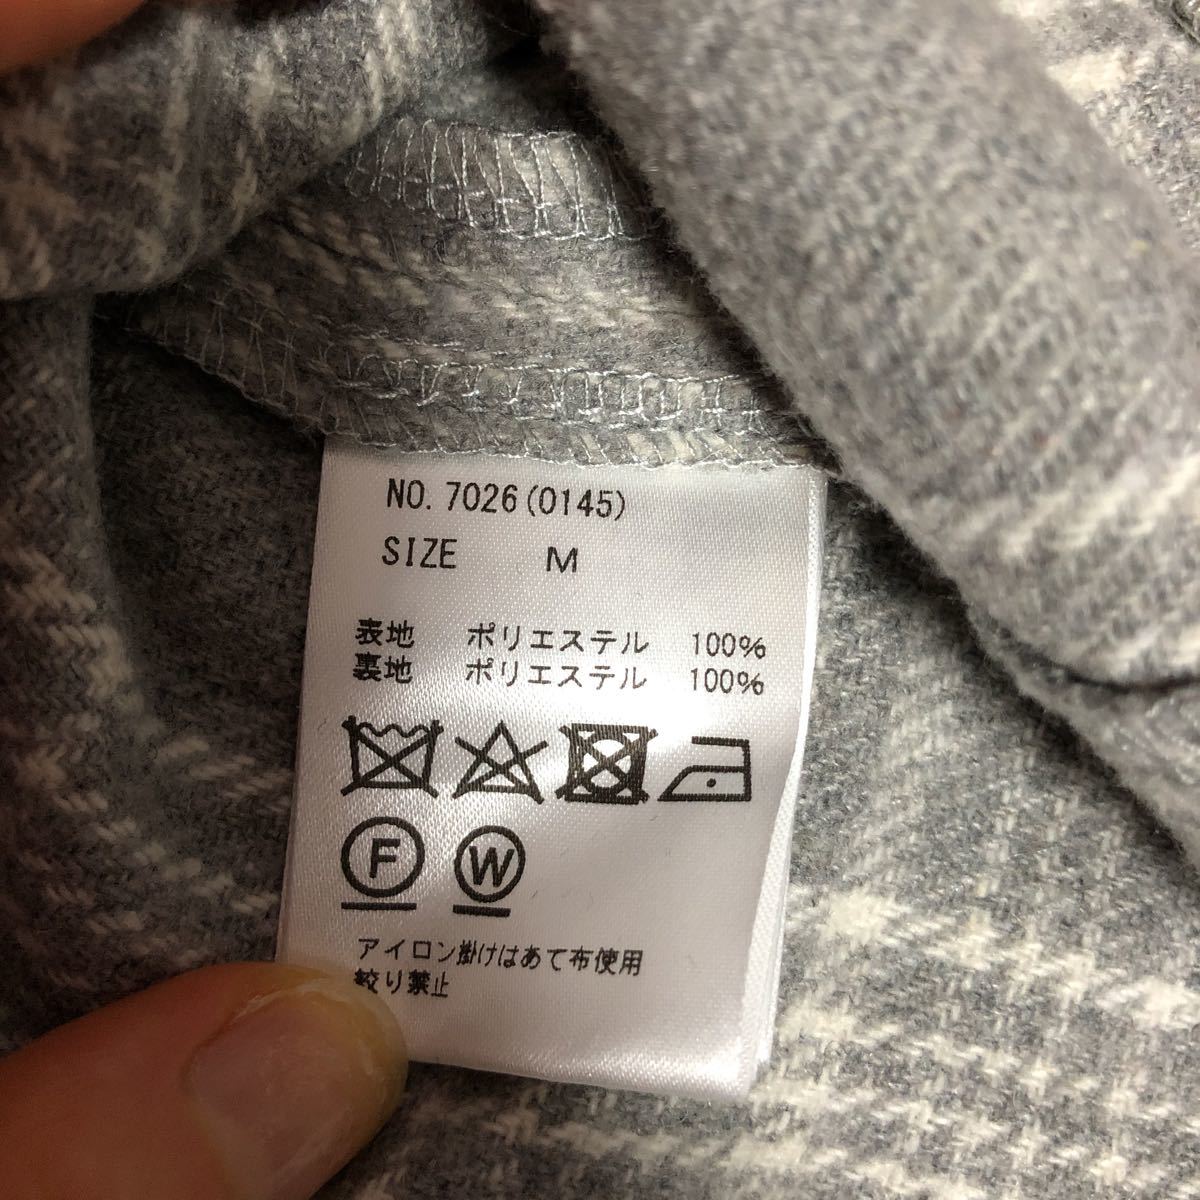 NO. 7026(0145)
SIZE M
表地 ポリエステル 100%
裏地 ポリエステル 100%
F W
アイロン掛けはあて布使用
絞り禁止